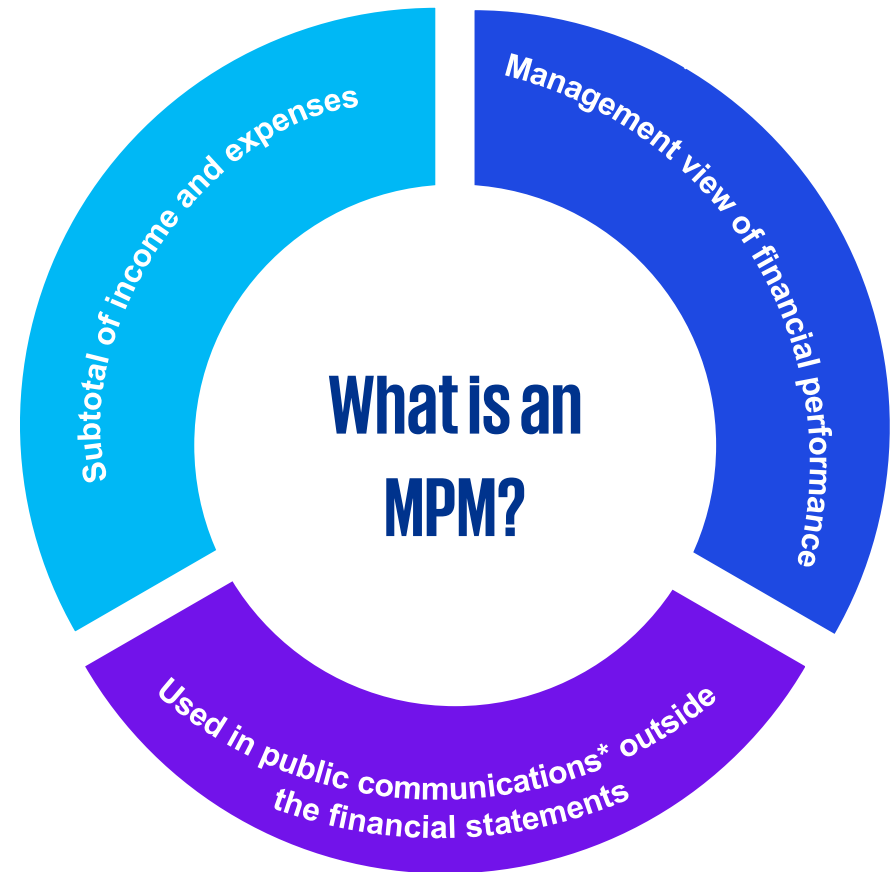 Subtotal of income and expenses
Management view of financial performance
What is an
MPM?
Used in public communications* outside
the financial statements